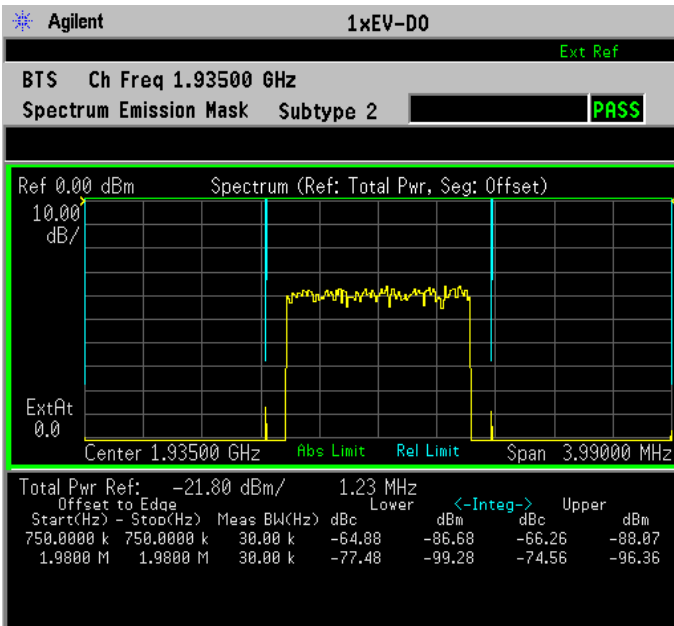 Agilent 1xEV-DO
Ext Ref
BTS Ch Freq 1.93500 GHz
Spectrum Emission Mask Subtype 2 PASS
Ref 0.00 dBm Spectrum (Ref: Total Pwr, Seg: Offset)
10.00
dB/
ExtAt
0.0
Center 1.93500 GHz Abs Limit Rel Limit Span 3.99000 MHz
Total Pwr Ref: -21.80 dBm/ 1.23 MHz
Offset to Edge Lower <-Integ-> Upper
Start(Hz) - Stop(Hz) Meas BW(Hz) dBc dBm dBc dBm
750.0000 k 750.0000 k 30.00 k -64.88 -86.68 -66.26 -88.07
1.9800 M 1.9800 M 30.00 k -77.48 -99.28 -74.56 -96.36